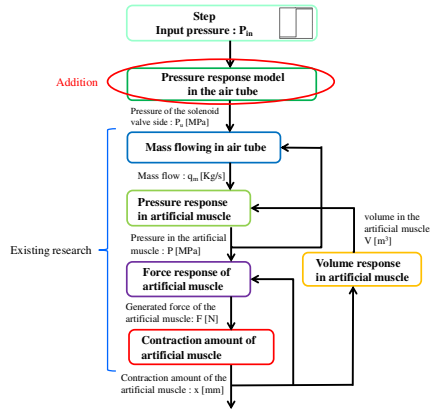 Step
Input pressure : Pin
Addition
Pressure response model
in the air tube
Pressure of the solenoid
valve side : Pu [MPa]
Mass flowing in air tube
Mass flow : qm [Kg/s]
Pressure response
in artificial muscle
volume in the
artificial muscle
V [m³]
Pressure in the artificial
muscle : P [MPa]
Existing research
Volume response
in artificial muscle
Force response of
artificial muscle
Generated force of the
artificial muscle: F [N]
Contraction amount of
artificial muscle
Contraction amount of the
artificial muscle : x [mm]